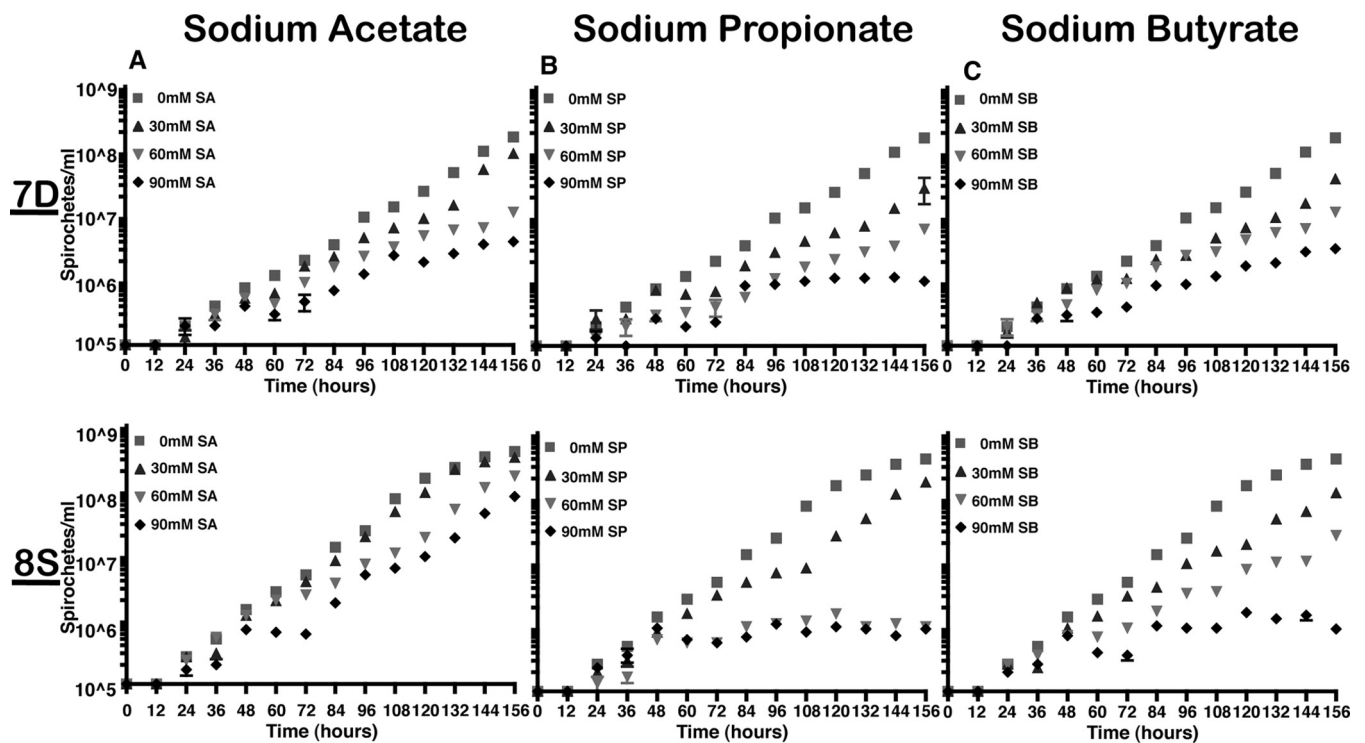 Sodium Acetate Sodium Propionate Sodium Butyrate
A B C
7D
Spirochetes/ml
10^9
10^8
10^7
10^6
10^5
0mM SA
30mM SA
60mM SA
90mM SA
0 12 24 36 48 60 72 84 96 108 120 132 144 156
Time (hours)
0mM SP
30mM SP
60mM SP
90mM SP
0 12 24 36 48 60 72 84 96 108 120 132 144 156
Time (hours)
0mM SB
30mM SB
60mM SB
90mM SB
0 12 24 36 48 60 72 84 96 108 120 132 144 156
Time (hours)
8S
Spirochetes/ml
10^9
10^8
10^7
10^6
10^5
0mM SA
30mM SA
60mM SA
90mM SA
0 12 24 36 48 60 72 84 96 108 120 132 144 156
Time (hours)
0mM SP
30mM SP
60mM SP
90mM SP
0 12 24 36 48 60 72 84 96 108 120 132 144 156
Time (hours)
0mM SB
30mM SB
60mM SB
90mM SB
0 12 24 36 48 60 72 84 96 108 120 132 144 156
Time (hours)